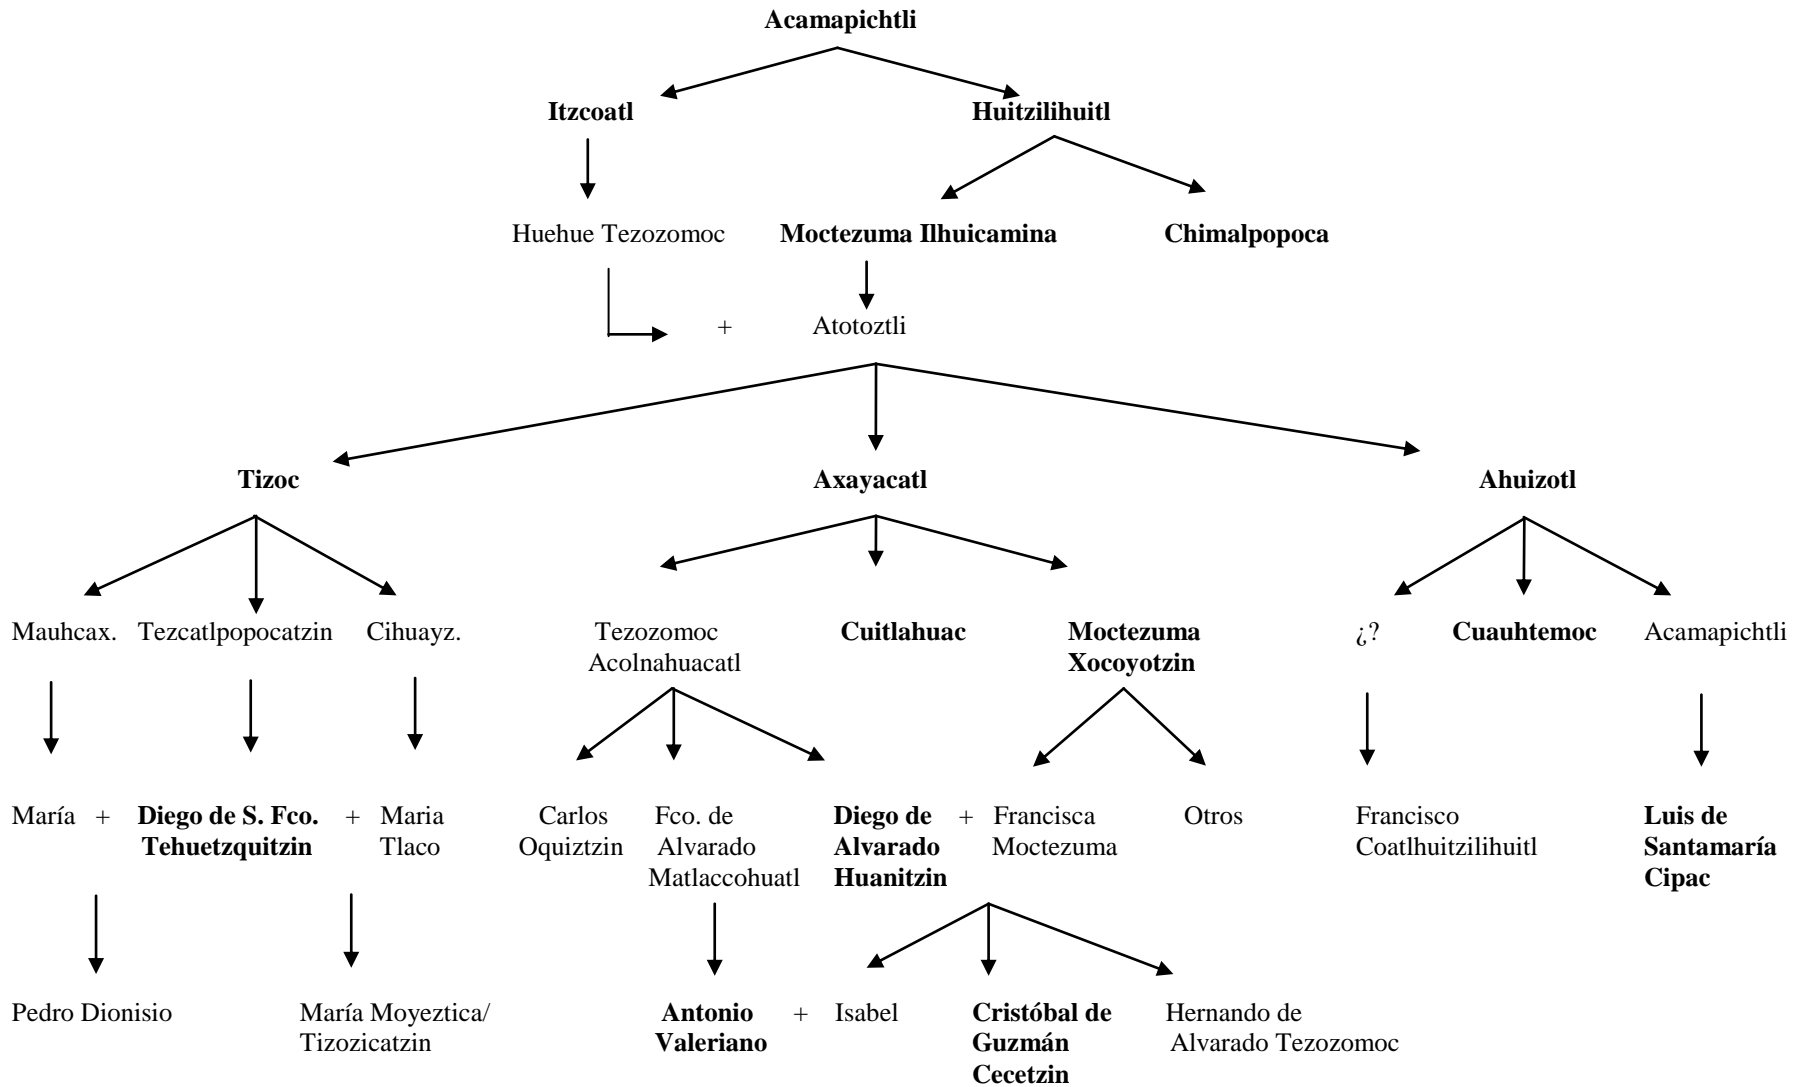 Acamapichtli
Itzcoatl Huitzilihuitl
Huehue Tezozomoc Moctezuma Ilhuicamina Chimalpopoca
+ Atotoztli
Tizoc Axayacatl Ahuizotl
Mauhcax. Tezcatlpopocatzin Cihuayz. Tezozomoc Cuitlahuac Moctezuma ¿? Cuauhtemoc Acamapichtli
Acolnahuacatl Xocoyotzin
María + Diego de S. Fco. + Maria Carlos Fco. de Diego de + Francisca Otros Francisco Luis de
Tehuetzquitzin Tlaco Oquiztzin Alvarado Alvarado Moctezuma Coatlhuitzilihuitl Santamaría
Matlaccohuatl Huanitzin Cipac
Pedro Dionisio María Moyeztica/ Antonio + Isabel Cristóbal de Hernando de
Tizozicatzin Valeriano Guzmán Alvarado Tezozomoc
Cecetzin